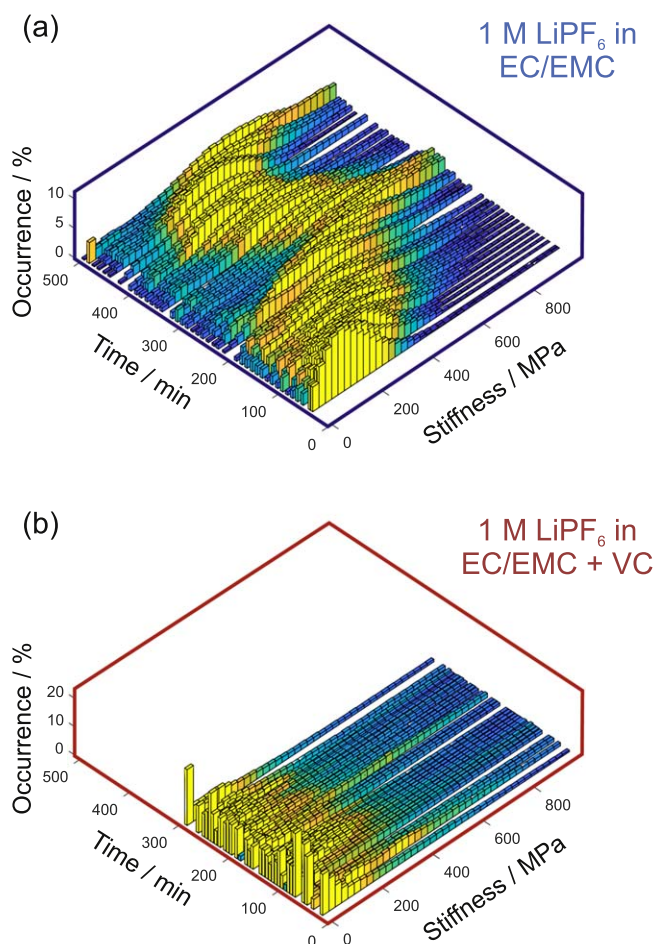 (a)
1 M LiPF₆ in
EC/EMC
Occurrence / %
10
5
0
500
400
300
200
100
0
Time / min
0
200
400
600
800
Stiffness / MPa
(b)
1 M LiPF₆ in
EC/EMC + VC
Occurrence / %
20
10
0
500
400
300
200
100
0
Time / min
0
200
400
600
800
Stiffness / MPa